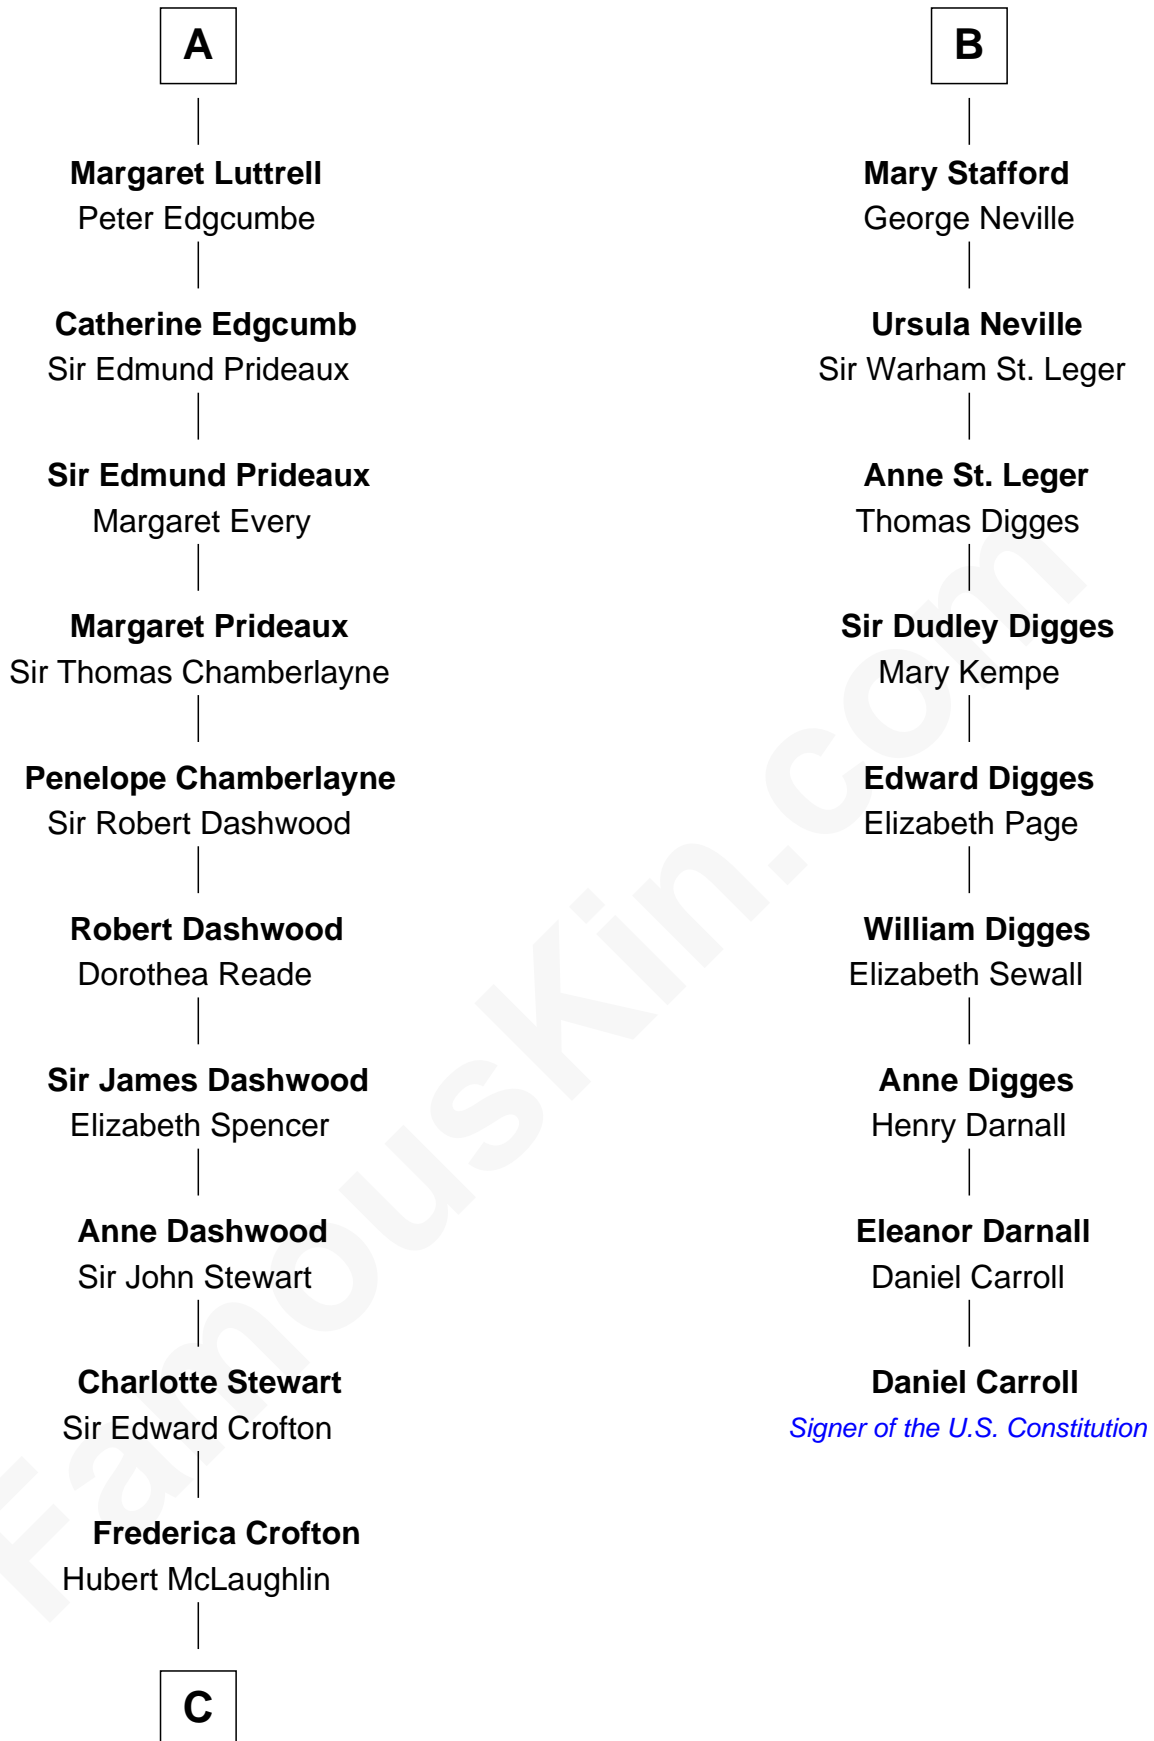 A
Margaret Luttrell
Peter Edgcumbe
Catherine Edgcumb
Sir Edmund Prideaux
Sir Edmund Prideaux
Margaret Every
Margaret Prideaux
Sir Thomas Chamberlayne
Penelope Chamberlayne
Sir Robert Dashwood
Robert Dashwood
Dorothea Reade
Sir James Dashwood
Elizabeth Spencer
Anne Dashwood
Sir John Stewart
Charlotte Stewart
Sir Edward Crofton
Frederica Crofton
Hubert McLaughlin
C
B
Mary Stafford
George Neville
Ursula Neville
Sir Warham St. Leger
Anne St. Leger
Thomas Digges
Sir Dudley Digges
Mary Kempe
Edward Digges
Elizabeth Page
William Digges
Elizabeth Sewall
Anne Digges
Henry Darnall
Eleanor Darnall
Daniel Carroll
Daniel Carroll
Signer of the U.S. Constitution
FamousKin.com